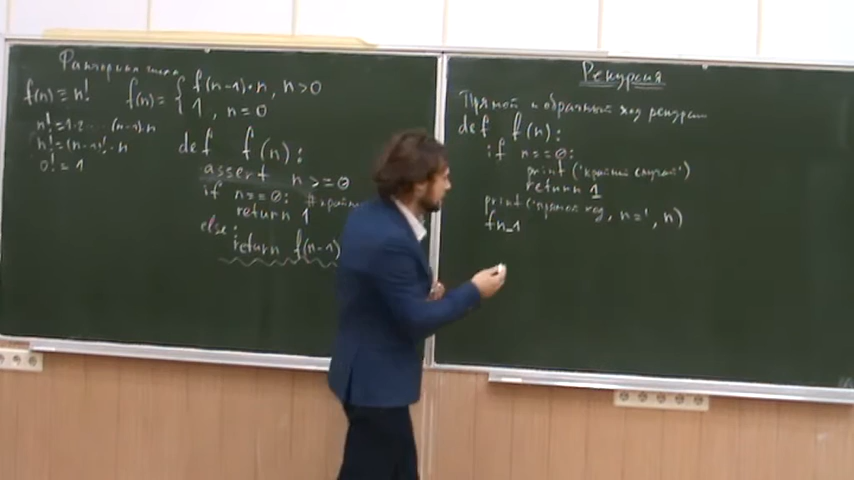 Факториал числа
f(n) ≡ n!
f(n) = { f(n-1)·n, n>0
1, n=0
n! = 1·2·...·(n-1)·n
n! = (n-1)!·n
0! = 1
def f(n):
assert n >= 0
if n == 0: # крайн
return 1
else:
return f(n-1)
Рекурсия
Прямой и обратный ход рекурсии
def f(n):
if n == 0:
print('крайний случай')
return 1
print('прямой ход, n=', n)
fn_1